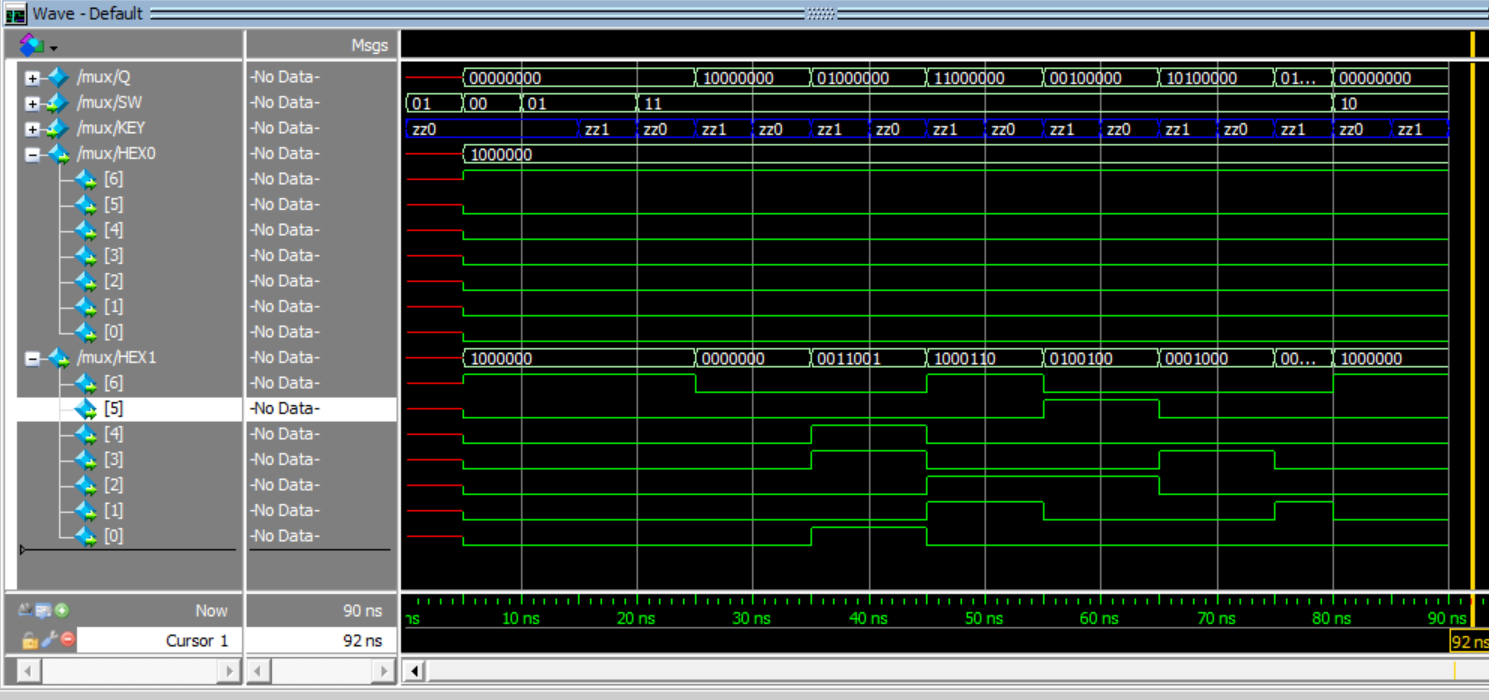 Wave - Default
Msgs
/mux/Q -No Data- 00000000 10000000 01000000 11000000 00100000 10100000 01... 00000000
/mux/SW -No Data- 01 00 01 11 10
/mux/KEY -No Data- zz0 zz1 zz0 zz1 zz0 zz1 zz0 zz1 zz0 zz1 zz0 zz1 zz0 zz1 zz0 zz1
/mux/HEX0 -No Data- 1000000
[6] -No Data-
[5] -No Data-
[4] -No Data-
[3] -No Data-
[2] -No Data-
[1] -No Data-
[0] -No Data-
/mux/HEX1 -No Data- 1000000 0000000 0011001 1000110 0100100 0001000 00... 1000000
[6] -No Data-
[5] -No Data-
[4] -No Data-
[3] -No Data-
[2] -No Data-
[1] -No Data-
[0] -No Data-
Now 90 ns ns 10 ns 20 ns 30 ns 40 ns 50 ns 60 ns 70 ns 80 ns 90 ns
Cursor 1 92 ns 92 ns